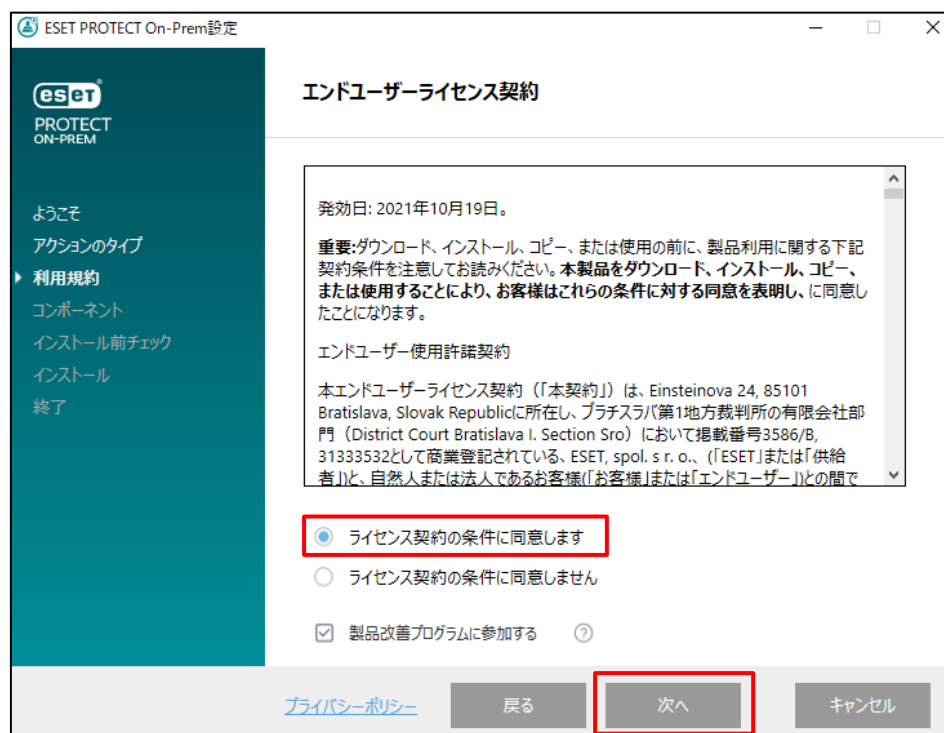 ESET PROTECT On-Prem設定
eset
PROTECT
ON-PREM
ようこそ
アクションのタイプ
利用規約
コンポーネント
インストール前チェック
インストール
終了
エンドユーザーライセンス契約
発効日: 2021年10月19日。
重要:ダウンロード、インストール、コピー、または使用の前に、製品利用に関する下記
契約条件を注意してお読みください。本製品をダウンロード、インストール、コピー、
または使用することにより、お客様はこれらの条件に対する同意を表明し、に同意し
たことになります。
エンドユーザー使用許諾契約
本エンドユーザーライセンス契約（「本契約」）は、Einsteinova 24, 85101
Bratislava, Slovak Republicに所在し、ブラチスラバ第1地方裁判所の有限会社部
門（District Court Bratislava I. Section Sro）において掲載番号3586/B,
31333532として商業登記されている、ESET, spol. s r. o.、(「ESET」または「供給
者」)と、自然人または法人であるお客様(「お客様」または「エンドユーザー」)との間で
ライセンス契約の条件に同意します
ライセンス契約の条件に同意しません
製品改善プログラムに参加する ?
プライバシーポリシー
戻る
次へ
キャンセル